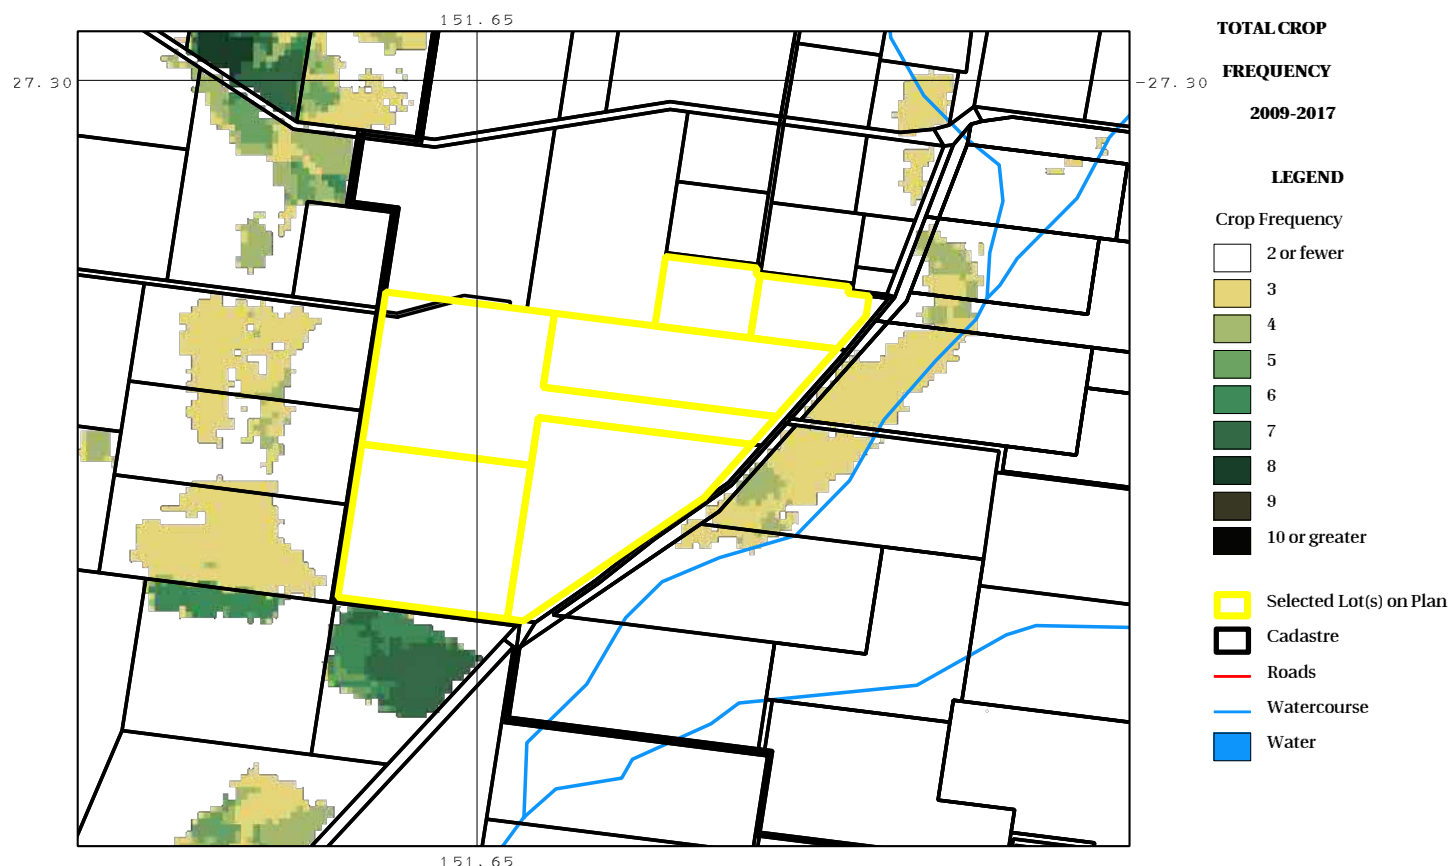 151.65
27.30
-27.30
151.65
TOTAL CROP
FREQUENCY
2009-2017
LEGEND
Crop Frequency
2 or fewer
3
4
5
6
7
8
9
10 or greater
Selected Lot(s) on Plan
Cadastre
Roads
Watercourse
Water